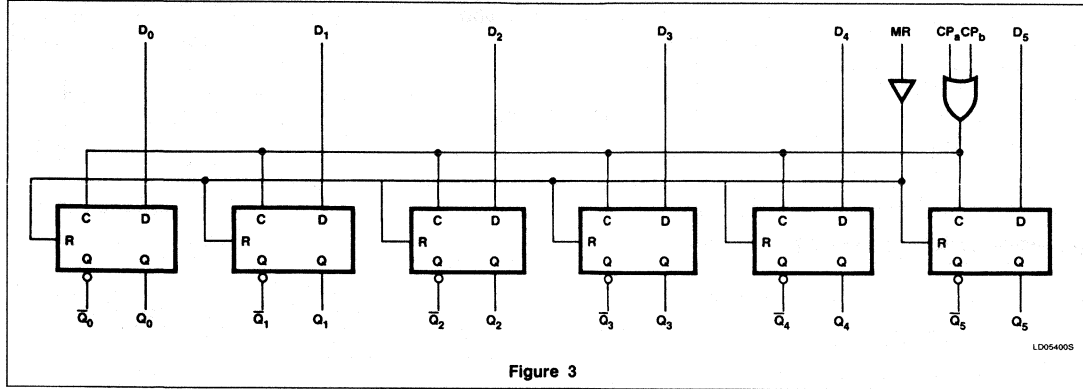 D0 D1 D2 D3 D4 MR CPa CPb D5
C D C D C D C D C D C D
R R R R R R
Q Q Q Q Q Q Q Q Q Q Q Q
Q̅0 Q0 Q̅1 Q1 Q̅2 Q2 Q̅3 Q3 Q̅4 Q4 Q̅5 Q5
LD05400S
Figure 3